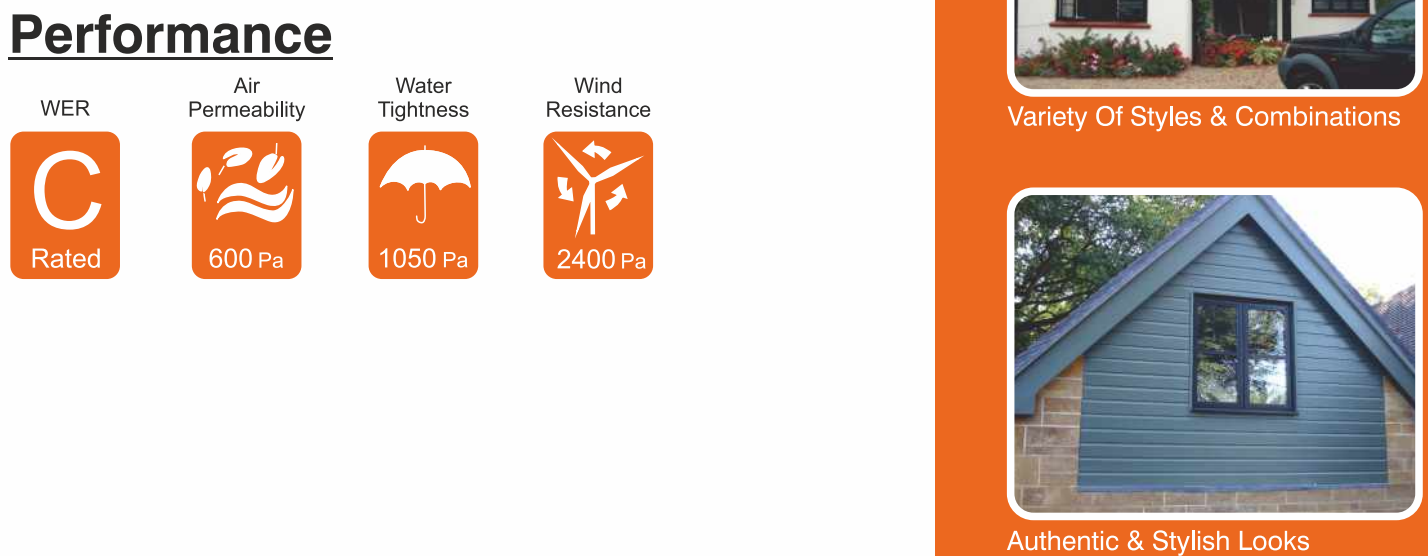 Performance
WER
Air
Permeability
Water
Tightness
Wind
Resistance
C
Rated
600 Pa
1050 Pa
2400 Pa
Variety Of Styles & Combinations
Authentic & Stylish Looks